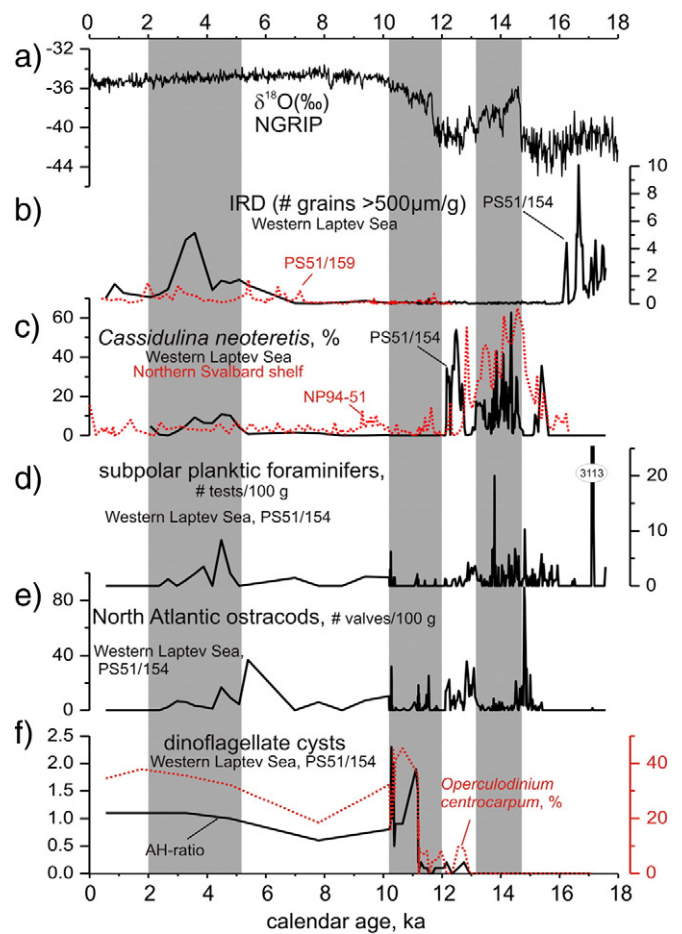 0 2 4 6 8 10 12 14 16 18
a)
-32
-36
-40
-44
δ18O(‰)
NGRIP
b)
IRD (# grains >500µm/g)
Western Laptev Sea
PS51/154
PS51/159
10
8
6
4
2
0
c)
60
40
20
0
Cassidulina neoteretis, %
Western Laptev Sea
Northern Svalbard shelf
PS51/154
NP94-51
d)
subpolar planktic foraminifers,
# tests/100 g
Western Laptev Sea, PS51/154
3113
20
10
0
e)
80
40
0
North Atlantic ostracods, # valves/100 g
Western Laptev Sea,
PS51/154
f)
2.5
2.0
1.5
1.0
0.5
0.0
dinoflagellate cysts
Western Laptev Sea, PS51/154
AH-ratio
Operculodinium
centrocarpum, %
40
20
0
0 2 4 6 8 10 12 14 16 18
calendar age, ka